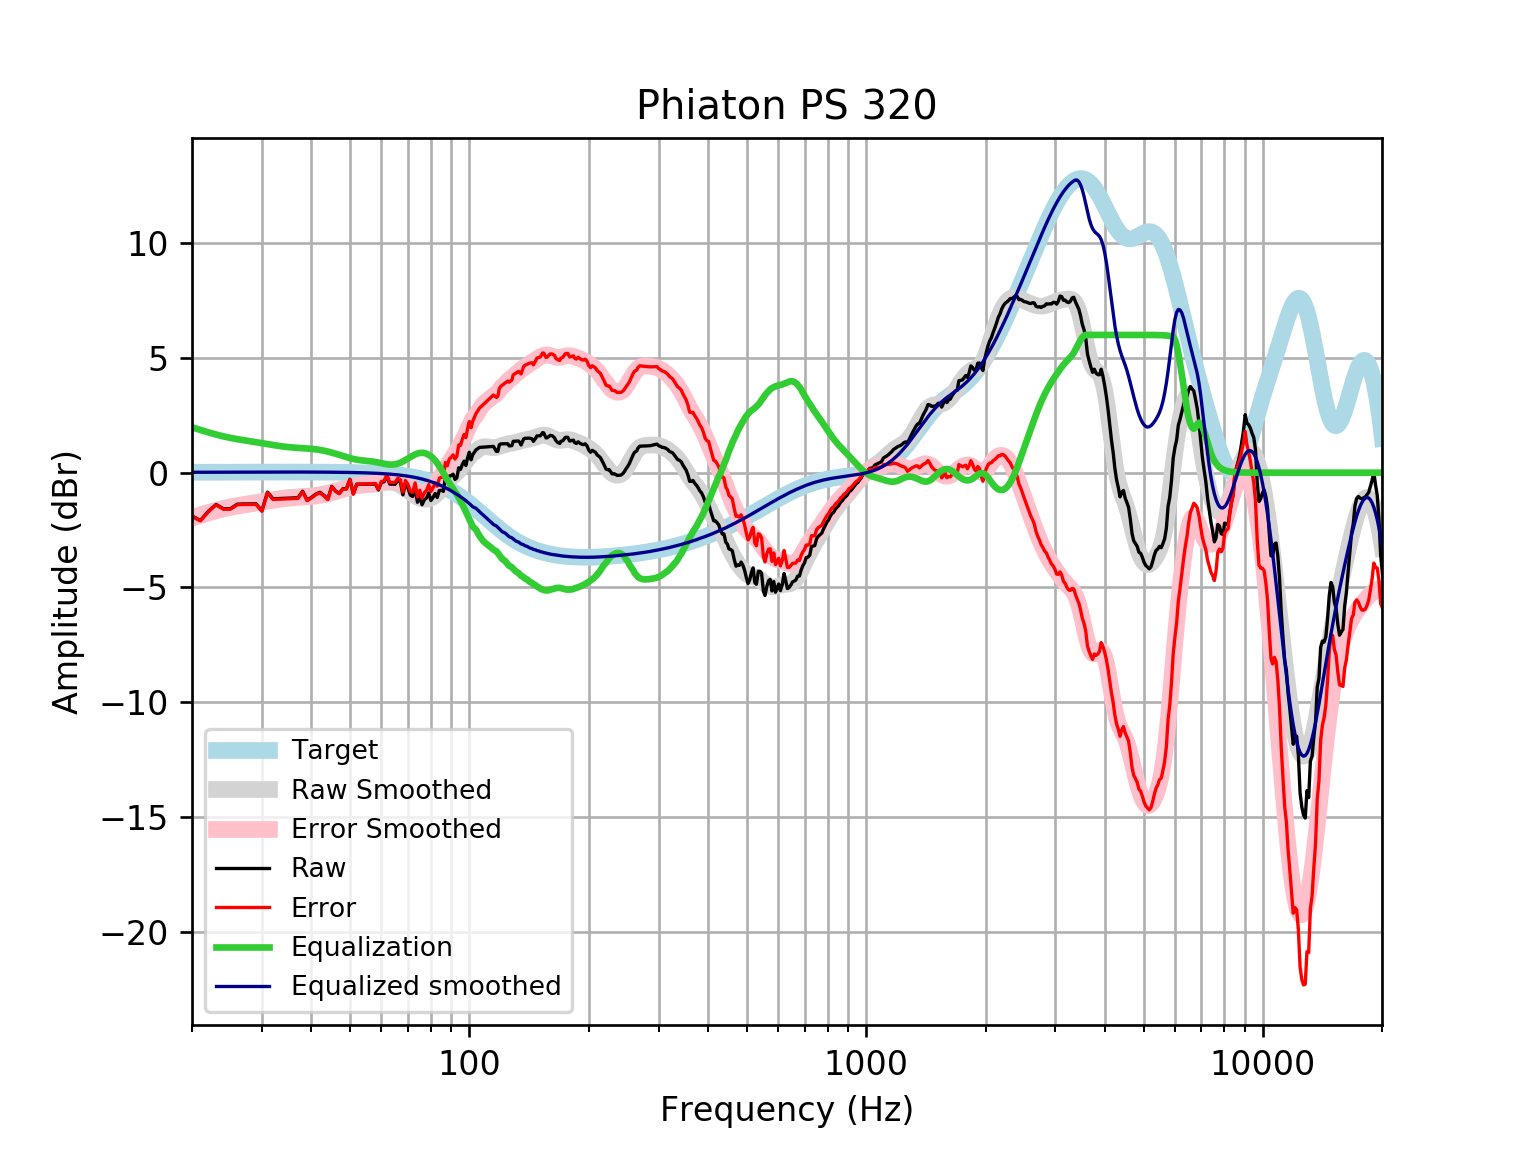 Phiaton PS 320
Amplitude (dBr)
10
5
0
−5
−10
−15
−20
Target
Raw Smoothed
Error Smoothed
Raw
Error
Equalization
Equalized smoothed
100
1000
10000
Frequency (Hz)